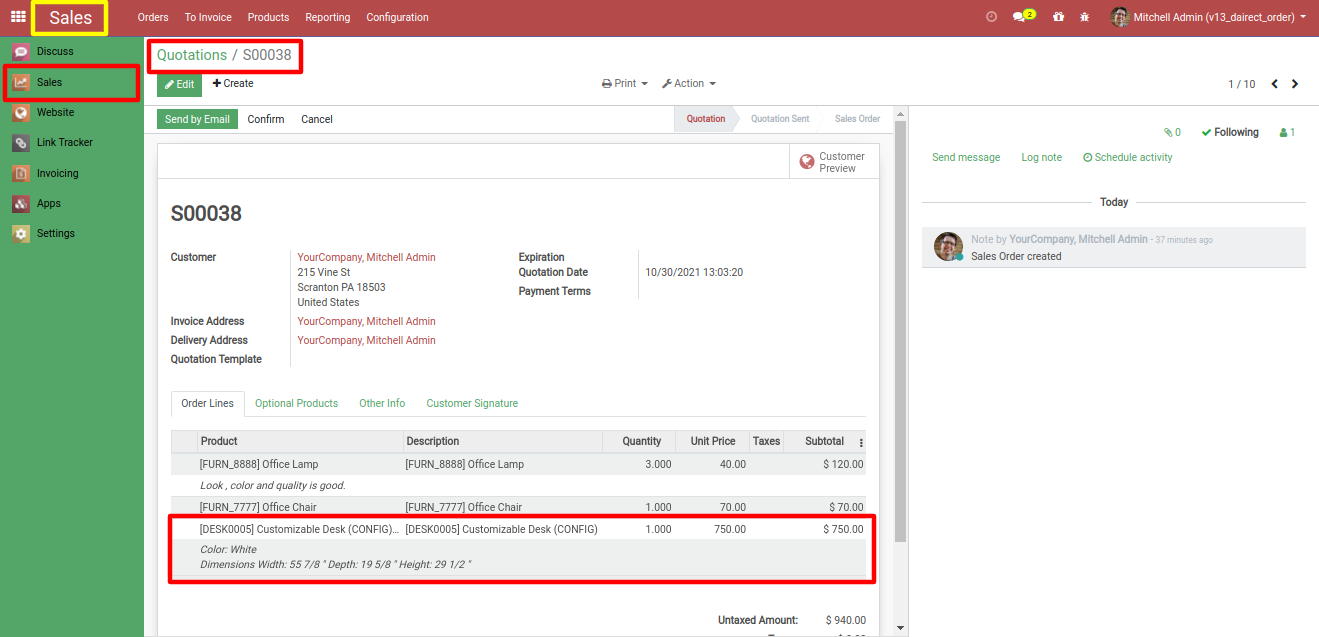 Sales Orders To Invoice Products Reporting Configuration 2 Mitchell Admin (v13_dairect_order)
Discuss
Sales
Website
Link Tracker
Invoicing
Apps
Settings
Quotations / S00038
Edit Create Print Action 1 / 10
Send by Email Confirm Cancel Quotation Quotation Sent Sales Order
Customer
Preview
S00038
Customer YourCompany, Mitchell Admin
215 Vine St
Scranton PA 18503
United States
Expiration
Quotation Date 10/30/2021 13:03:20
Payment Terms
Invoice Address YourCompany, Mitchell Admin
Delivery Address YourCompany, Mitchell Admin
Quotation Template
Order Lines Optional Products Other Info Customer Signature
Product Description Quantity Unit Price Taxes Subtotal
[FURN_8888] Office Lamp [FURN_8888] Office Lamp 3.000 40.00 $ 120.00
Look , color and quality is good.
[FURN_7777] Office Chair [FURN_7777] Office Chair 1.000 70.00 $ 70.00
[DESK0005] Customizable Desk (CONFIG)... [DESK0005] Customizable Desk (CONFIG) 1.000 750.00 $ 750.00
Color: White
Dimensions Width: 55 7/8 " Depth: 19 5/8 " Height: 29 1/2 "
Untaxed Amount: $ 940.00
0 Following 1
Send message Log note Schedule activity
Today
Note by YourCompany, Mitchell Admin - 37 minutes ago
Sales Order created